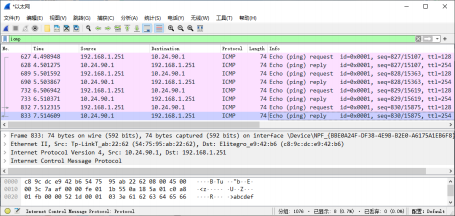 *以太网
文件(F) 编辑(E) 视图(V) 跳转(G) 捕获(C) 分析(A) 统计(S) 电话(Y) 无线(W) 工具(T) 帮助(H)
icmp
No. Time Source Destination Protocol Length Info
627 4.498948 192.168.1.251 10.24.90.1 ICMP 74 Echo (ping) request id=0x0001, seq=827/15107, ttl=128
628 4.501275 10.24.90.1 192.168.1.251 ICMP 74 Echo (ping) reply id=0x0001, seq=827/15107, ttl=254
689 5.501592 192.168.1.251 10.24.90.1 ICMP 74 Echo (ping) request id=0x0001, seq=828/15363, ttl=128
690 5.503867 10.24.90.1 192.168.1.251 ICMP 74 Echo (ping) reply id=0x0001, seq=828/15363, ttl=254
732 6.506942 192.168.1.251 10.24.90.1 ICMP 74 Echo (ping) request id=0x0001, seq=829/15619, ttl=128
733 6.510371 10.24.90.1 192.168.1.251 ICMP 74 Echo (ping) reply id=0x0001, seq=829/15619, ttl=254
832 7.512315 192.168.1.251 10.24.90.1 ICMP 74 Echo (ping) request id=0x0001, seq=830/15875, ttl=128
833 7.514609 10.24.90.1 192.168.1.251 ICMP 74 Echo (ping) reply id=0x0001, seq=830/15875, ttl=254
Frame 833: 74 bytes on wire (592 bits), 74 bytes captured (592 bits) on interface
Ethernet II, Src: Tp-LinkT_ab:22:62 (54:75:95:ab:22:62), Dst: Elitegro_e9:42:b6 (c8:9c:dc:e9:42:b6)
Internet Protocol Version 4, Src: 10.24.90.1, Dst: 192.168.1.251
Internet Control Message Protocol
0000 c8 9c dc e9 42 b6 54 75 95 ab 22 62 08 00 45 00
0010 00 3c 7a af 00 00 fe 01 1b 55 0a 18 5a 01 c0 a8
0020 01 fb 00 00 52 1d 00 01 03 3e 61 62 63 64 65 66
Internet Control Message Protocol: Protocol
配置: Default